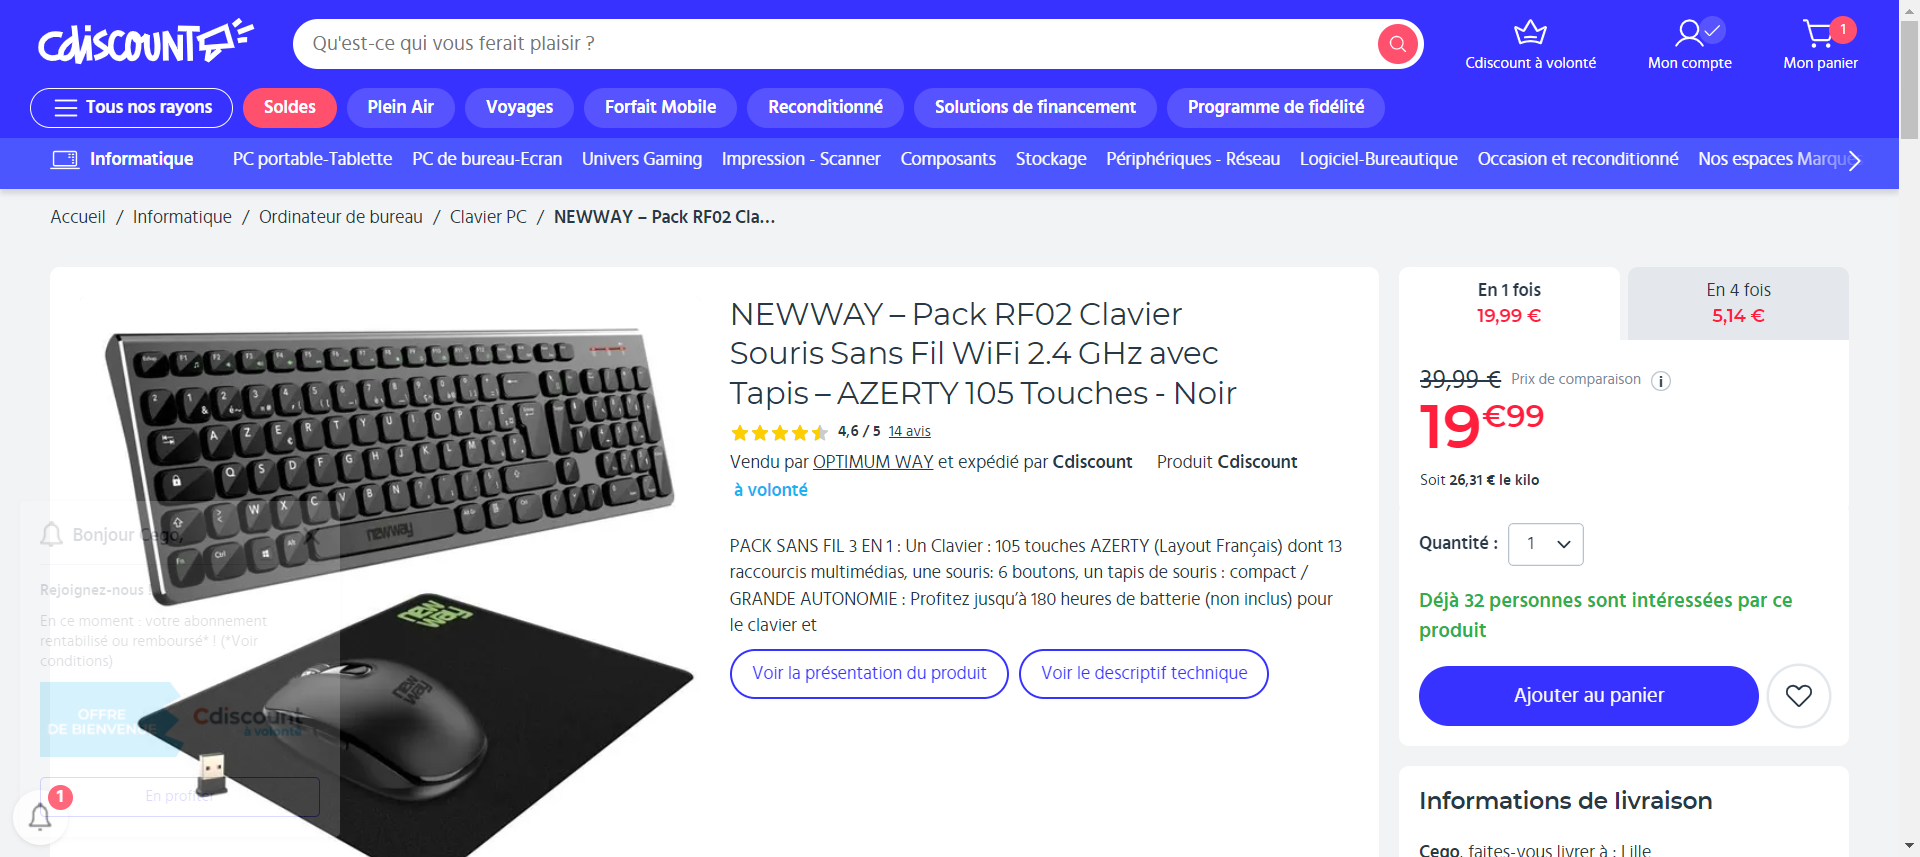 Cdiscount
Qu'est-ce qui vous ferait plaisir ?
Cdiscount à volonté
Mon compte
1
Mon panier
Tous nos rayons
Soldes
Plein Air
Voyages
Forfait Mobile
Reconditionné
Solutions de financement
Programme de fidélité
Informatique
PC portable-Tablette
PC de bureau-Ecran
Univers Gaming
Impression - Scanner
Composants
Stockage
Périphériques - Réseau
Logiciel-Bureautique
Occasion et reconditionné
Nos espaces Marque
Accueil / Informatique / Ordinateur de bureau / Clavier PC / NEWWAY – Pack RF02 Cla...
NEWWAY – Pack RF02 Clavier
Souris Sans Fil WiFi 2.4 GHz avec
Tapis – AZERTY 105 Touches - Noir
4,6 / 5 14 avis
Vendu par OPTIMUM WAY et expédié par Cdiscount Produit Cdiscount
à volonté
PACK SANS FIL 3 EN 1 : Un Clavier : 105 touches AZERTY (Layout Français) dont 13
raccourcis multimédias, une souris: 6 boutons, un tapis de souris : compact /
GRANDE AUTONOMIE : Profitez jusqu’à 180 heures de batterie (non inclus) pour
le clavier et
Voir la présentation du produit
Voir le descriptif technique
newway
new
way
new
way
Bonjour Cego,
Rejoignez-nous !
En ce moment : votre abonnement
rentabilisé ou remboursé* ! (*Voir
conditions)
OFFRE
DE BIENVENUE
Cdiscount
à volonté
En profiter
1
En 1 fois
19,99 €
En 4 fois
5,14 €
39,99 € Prix de comparaison
19€99
Soit 26,31 € le kilo
Quantité : 1
Déjà 32 personnes sont intéressées par ce
produit
Ajouter au panier
Informations de livraison
Cego, faites-vous livrer à : Lille